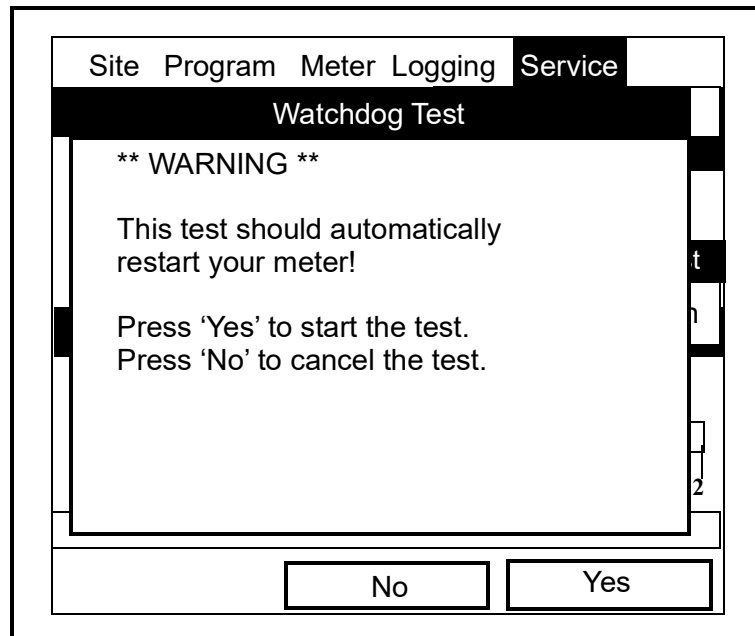 Site Program Meter Logging Service
Watchdog Test
** WARNING **
This test should automatically
restart your meter!
t
Press ‘Yes’ to start the test.
n
Press ‘No’ to cancel the test.
2
No Yes